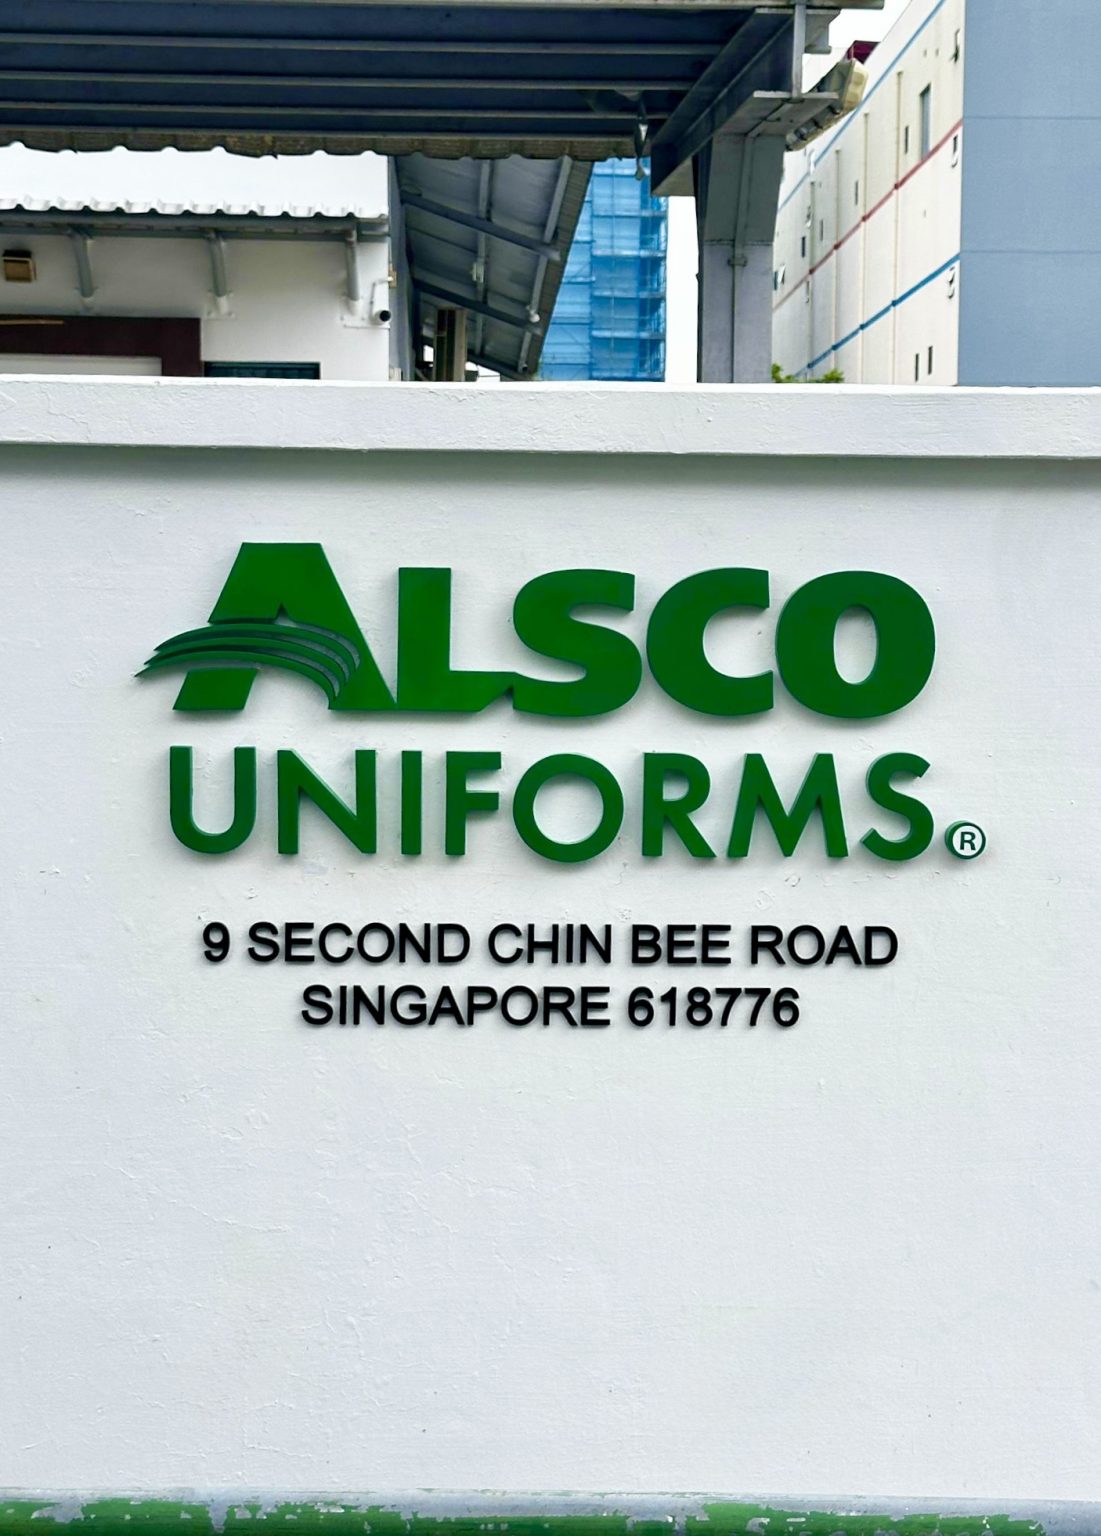 ALSCO
UNIFORMS®
9 SECOND CHIN BEE ROAD
SINGAPORE 618776